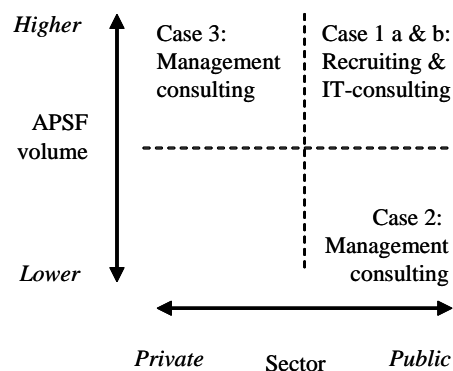 Higher
Case 3:
Management
consulting
Case 1 a & b:
Recruiting &
IT-consulting
APSF
volume
Case 2:
Management
consulting
Lower
Private
Sector
Public